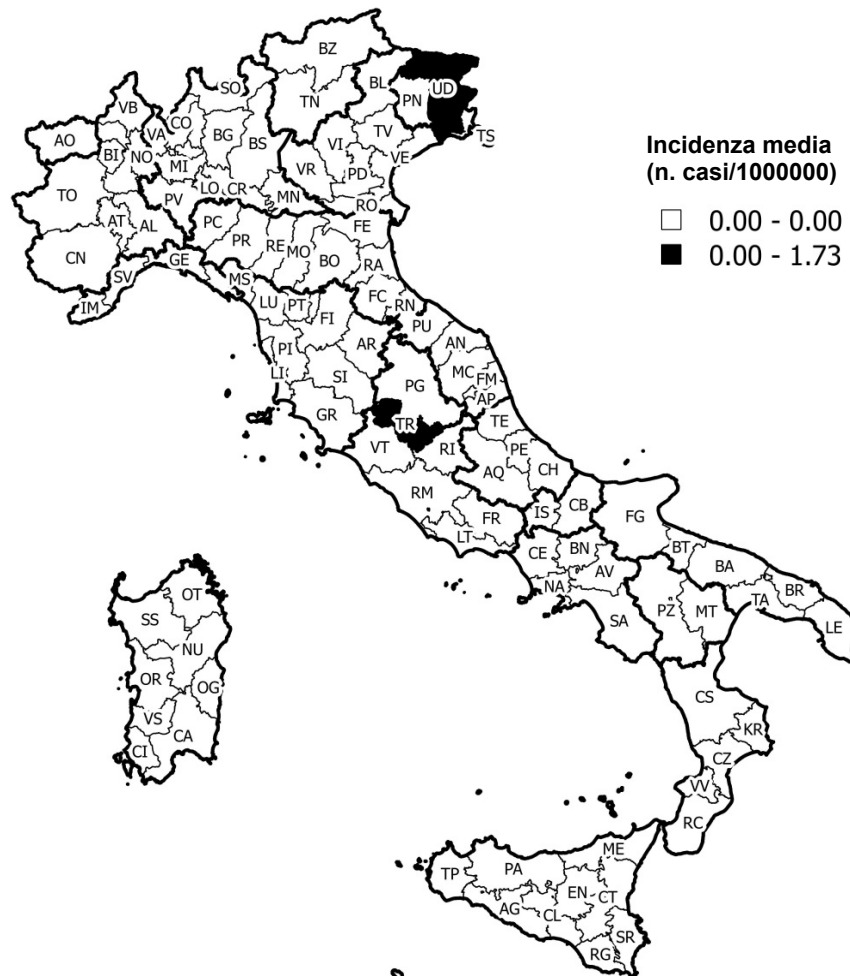 BZ
SO
BL
UD
TN
PN
VB
CO
TV
TS
AO
VA
BG
BS
VI
VE
BI
NO
MI
VR
PD
TO
LO
CR
MN
RO
PV
AT
AL
PC
PR
RE
MO
FE
CN
GE
BO
RA
SV
MS
FC
IM
LU
PT
RN
FI
PU
PI
AR
AN
LI
SI
MC
FM
PG
AP
GR
TR
TE
VT
RI
PE
AQ
CH
RM
FR
IS
CB
FG
LT
CE
BN
BT
BA
NA
AV
BR
PZ
MT
TA
SA
LE
OT
SS
NU
OR
OG
VS
CA
CI
CS
KR
CZ
VV
RC
ME
TP
PA
EN
CT
AG
CL
SR
RG
Incidenza media
(n. casi/1000000)
0.00 - 0.00
0.00 - 1.73